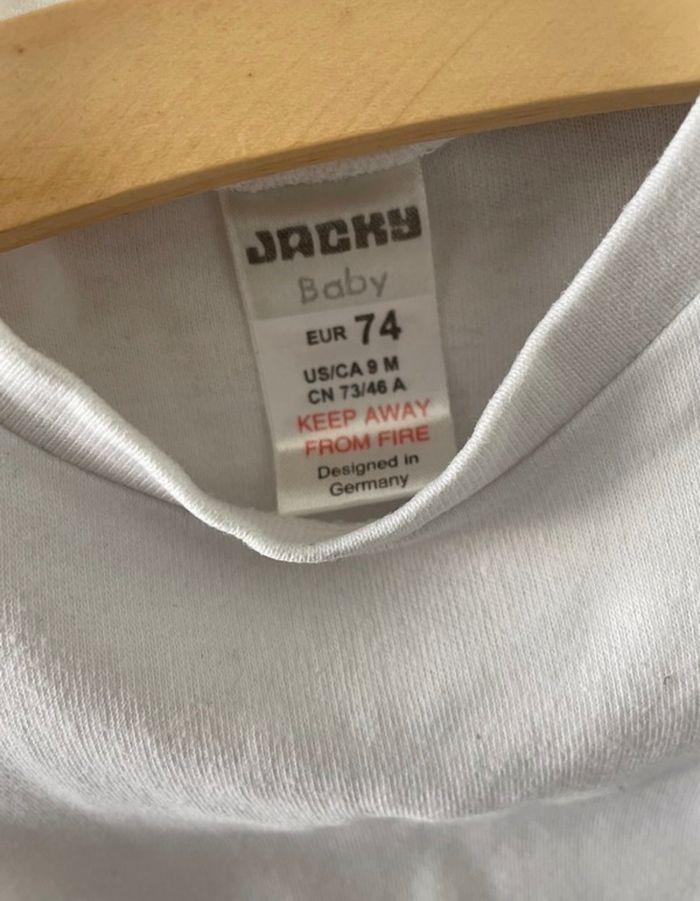 JACKY
Baby
EUR 74
US/CA 9 M
CN 73/46 A
KEEP AWAY
FROM FIRE
Designed in
Germany